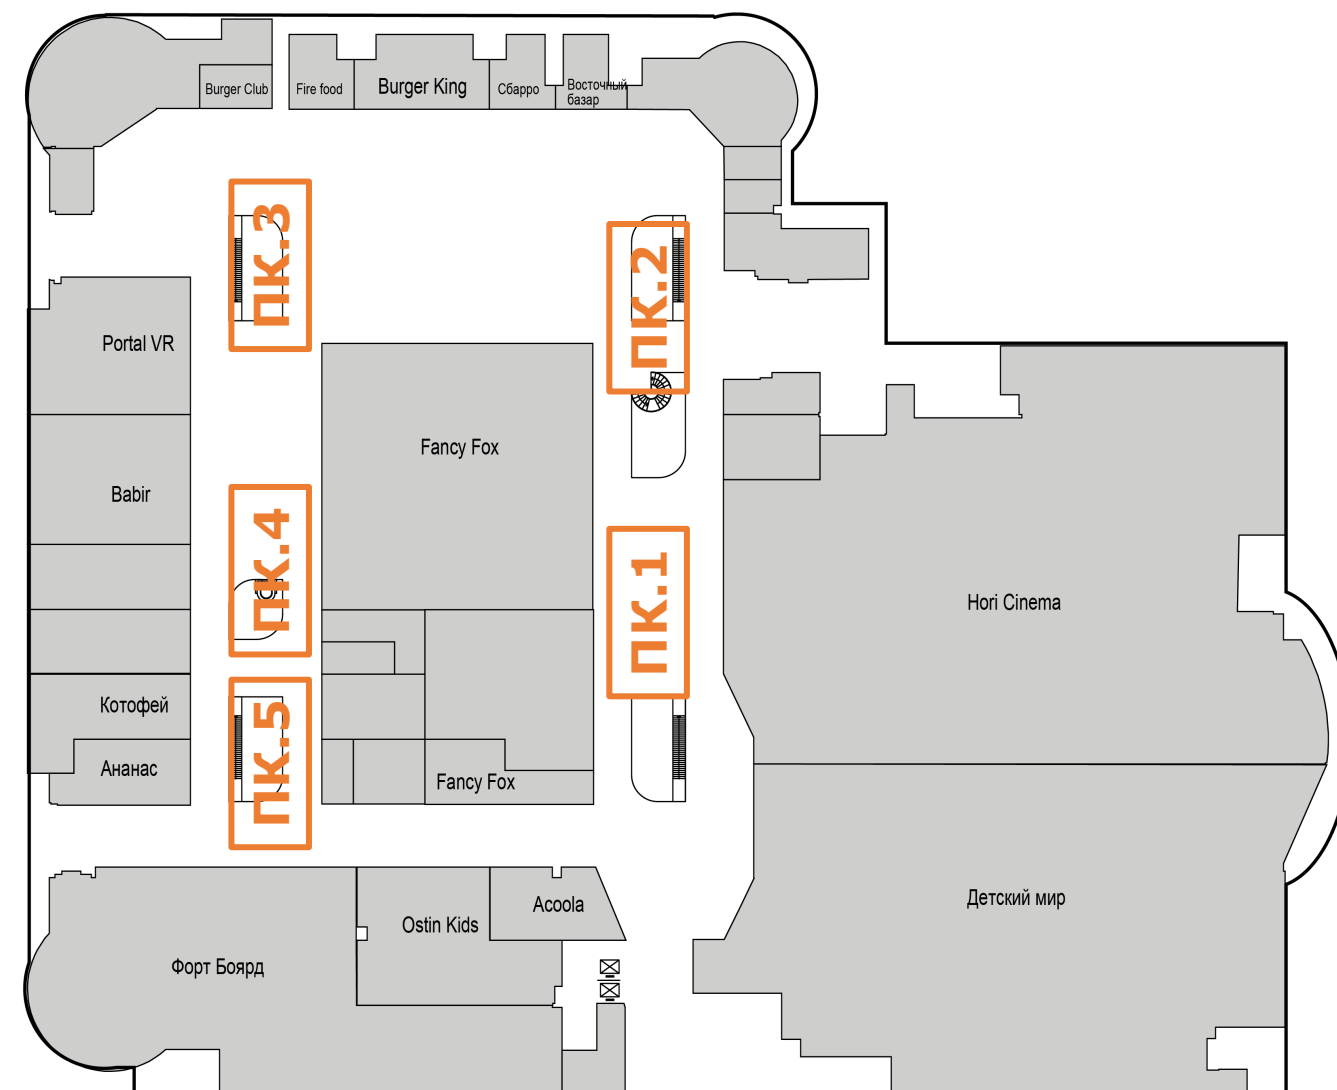 Burger Club
Fire food
Burger King
Сбарро
Восточный
базар
ПК.3
ПК.2
Portal VR
Fancy Fox
Babir
ПК.4
ПК.1
Hori Cinema
Котофей
Ананас
ПК.5
Fancy Fox
Детский мир
Acoola
Ostin Kids
Форт Боярд